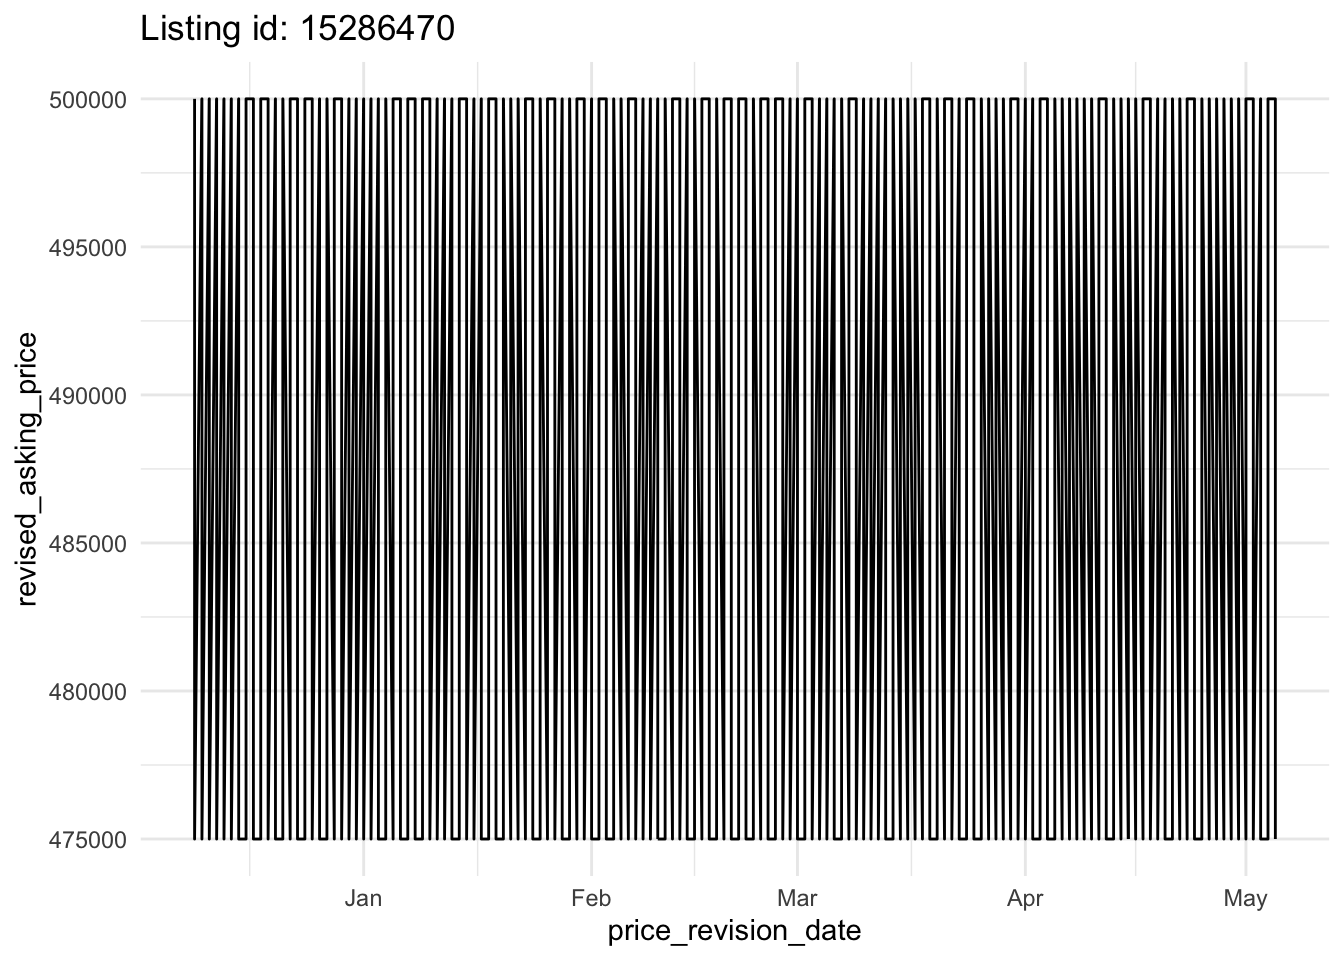 Listing id: 15286470
500000
495000
490000
485000
480000
475000
revised_asking_price
Jan Feb Mar Apr May
price_revision_date